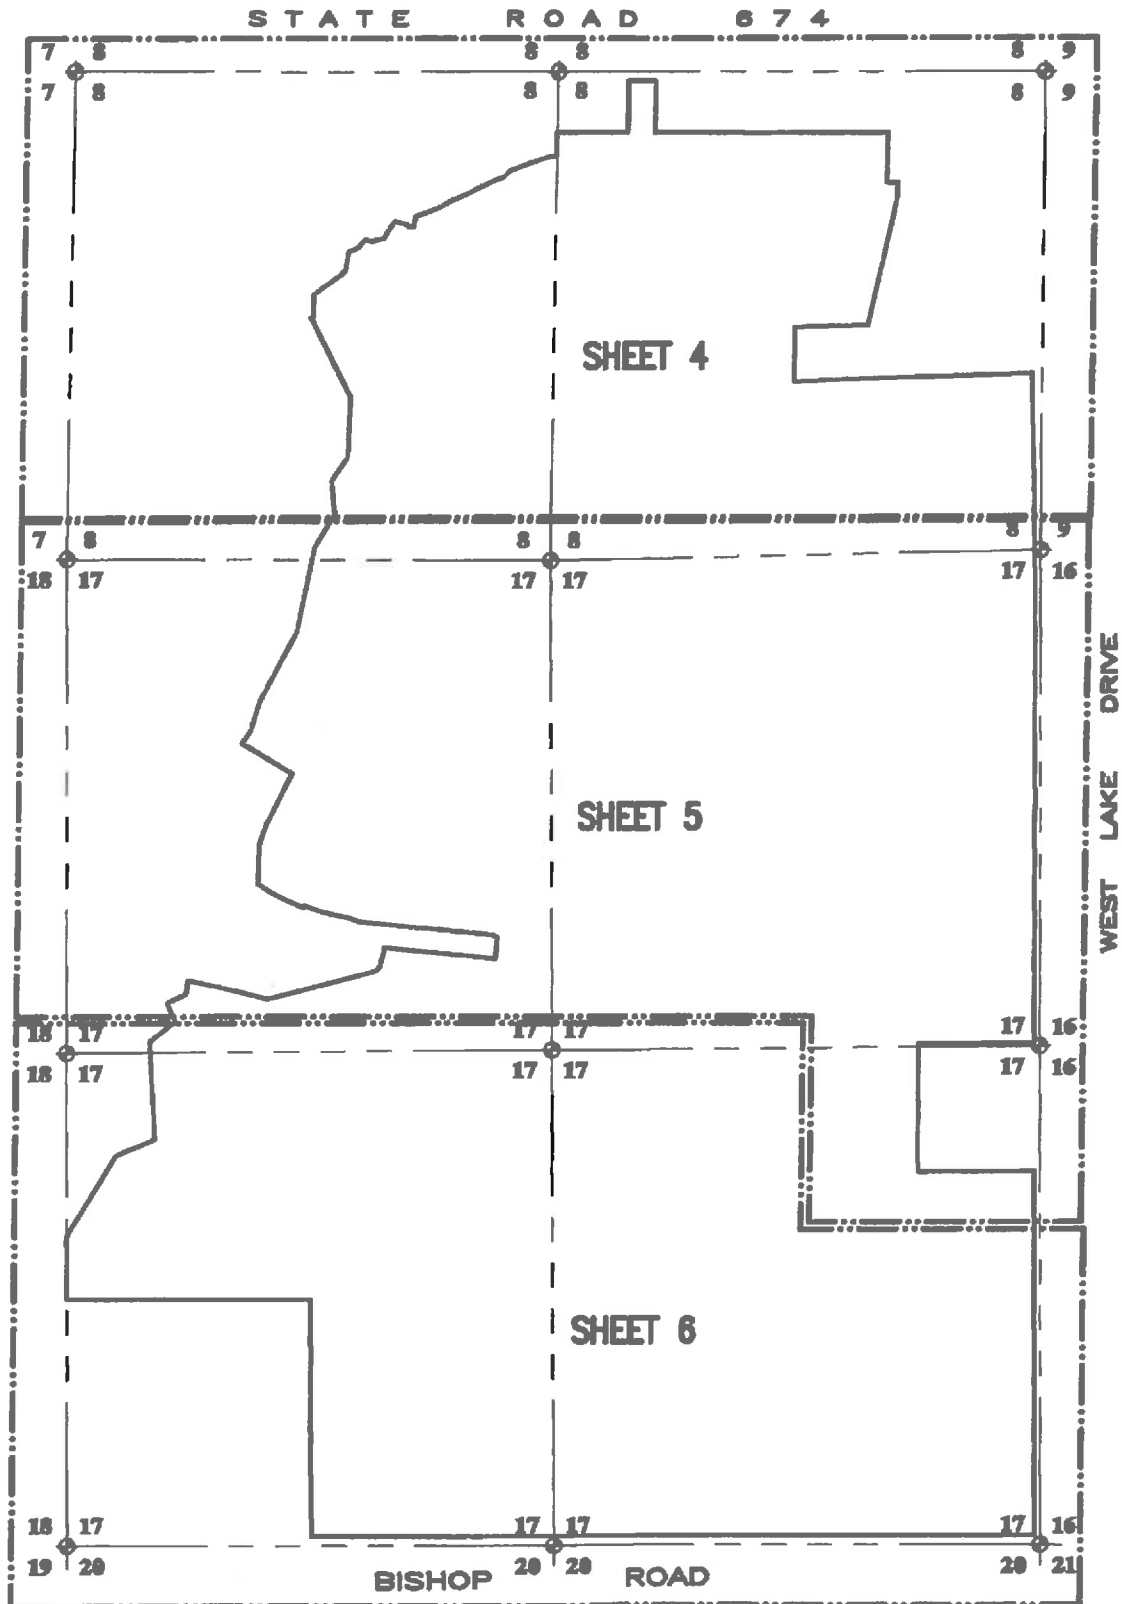 STATE ROAD 674
7 8 8 8 8 9
7 8 8 8 8 9
SHEET 4
7 8 8 8 8 9
18 17 17 17 17 16
WEST LAKE DRIVE
SHEET 5
18 17 17 17 17 16
18 17 17 17 17 16
SHEET 6
18 17 17 17 17 16
19 20 20 20 20 21
BISHOP ROAD